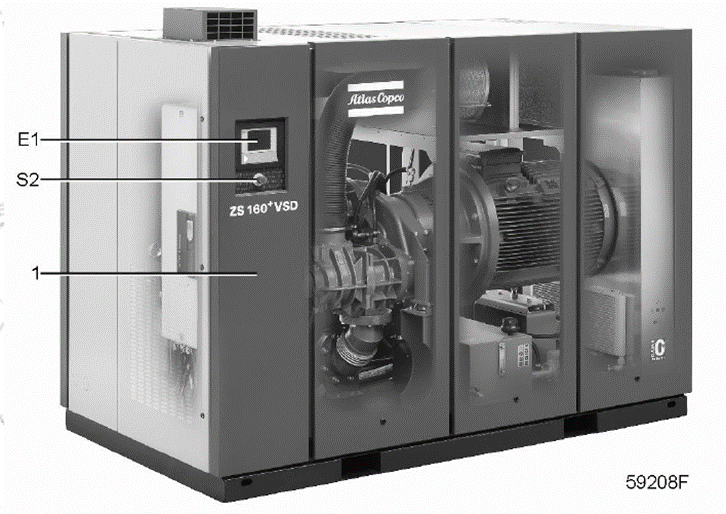 Atlas Copco
E1
S2
ZS 160+ VSD
1
59208F